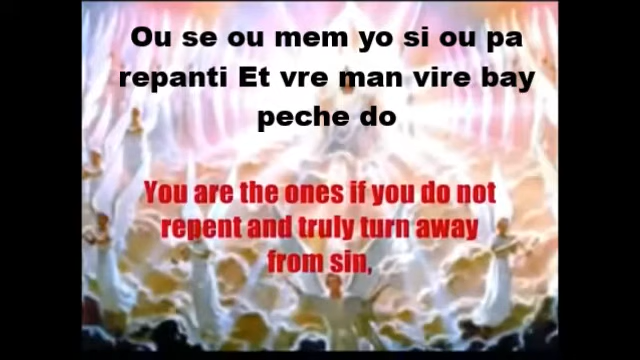 Ou se ou mem yo si ou pa
repanti Et vre man vire bay
peche do
You are the ones if you do not
repent and truly turn away
from sin,